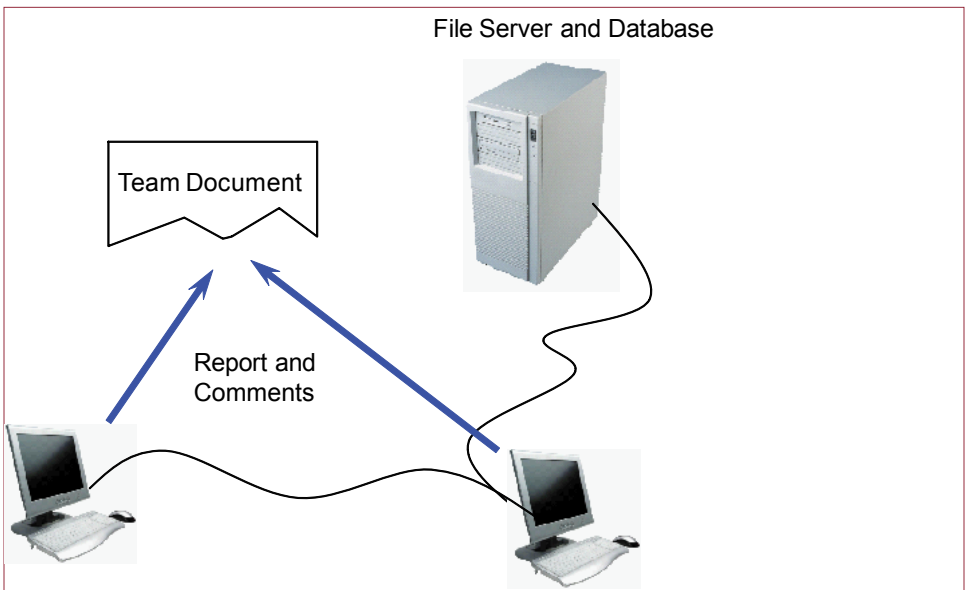 File Server and Database
Team Document
Report and
Comments